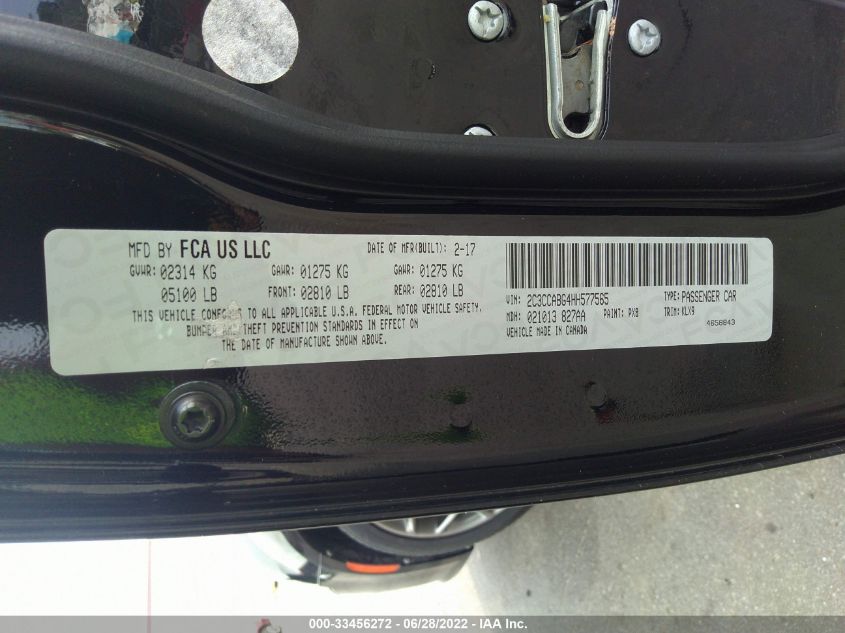 MFD BY FCA US LLC DATE OF MFR(BUILT): 2-17
GVWR: 02314 KG GAWR: 01275 KG GAWR: 01275 KG
05100 LB FRONT: 02810 LB REAR: 02810 LB
THIS VEHICLE CONFORMS TO ALL APPLICABLE U.S.A. FEDERAL MOTOR VEHICLE SAFETY,
BUMPER AND THEFT PREVENTION STANDARDS IN EFFECT ON
THE DATE OF MANUFACTURE SHOWN ABOVE.
VIN: 2C3CCABG4HH577565 TYPE: PASSENGER CAR
MDH: 021013 827AA PAINT: PX8 TRIM: KLX9
VEHICLE MADE IN CANADA 4656843
000-33456272 - 06/28/2022 - IAA Inc.